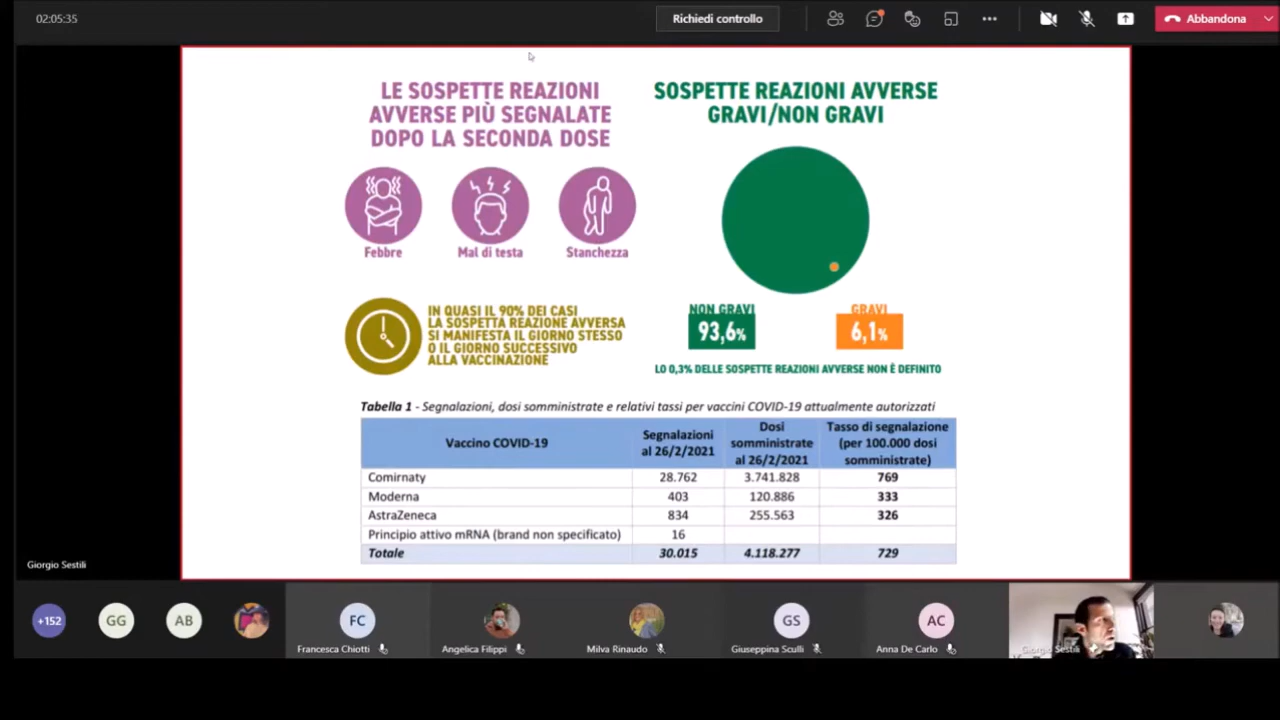 02:05:35
Richiedi controllo
Abbandona
LE SOSPETTE REAZIONI
AVVERSE PIÙ SEGNALATE
DOPO LA SECONDA DOSE
Febbre
Mal di testa
Stanchezza
IN QUASI IL 90% DEI CASI
LA SOSPETTA REAZIONE AVVERSA
SI MANIFESTA IL GIORNO STESSO
O IL GIORNO SUCCESSIVO
ALLA VACCINAZIONE
SOSPETTE REAZIONI AVVERSE
GRAVI/NON GRAVI
NON GRAVI
93,6%
GRAVI
6,1%
LO 0,3% DELLE SOSPETTE REAZIONI AVVERSE NON È DEFINITO
Tabella 1 - Segnalazioni, dosi somministrate e relativi tassi per vaccini COVID-19 attualmente autorizzati
Vaccino COVID-19
Segnalazioni
al 26/2/2021
Dosi
somministrate
al 26/2/2021
Tasso di segnalazione
(per 100.000 dosi
somministrate)
Comirnaty 28.762 3.741.828 769
Moderna 403 120.886 333
AstraZeneca 834 255.563 326
Principio attivo mRNA (brand non specificato) 16
Totale 30.015 4.118.277 729
Giorgio Sestili
+152
GG
AB
FC
Francesca Chiotti
Angelica Filippi
Milva Rinaudo
GS
Giuseppina Sculli
AC
Anna De Carlo
Giorgio Sestili